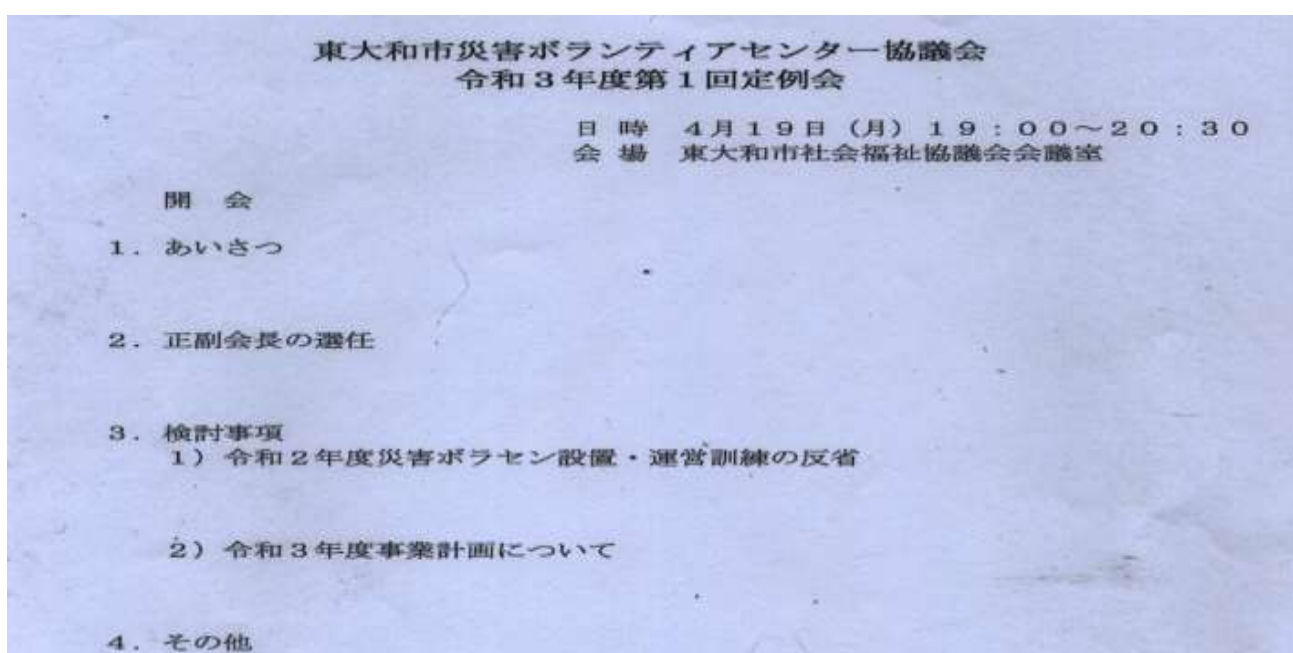 東大和市災害ボランティアセンター協議会
令和3年度第1回定例会
日 時　4月19日(月)19:00~20:30
会 場　東大和市社会福祉協議会会議室
開　会
1. あいさつ
2. 正副会長の選任
3. 検討事項
1)令和2年度災害ボラセン設置・運営訓練の反省
2)令和3年度事業計画について
4. その他